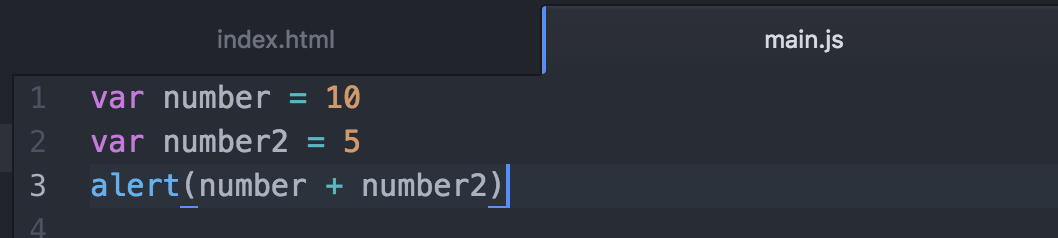 index.html main.js
1 var number = 10
2 var number2 = 5
3 alert(number + number2)
4